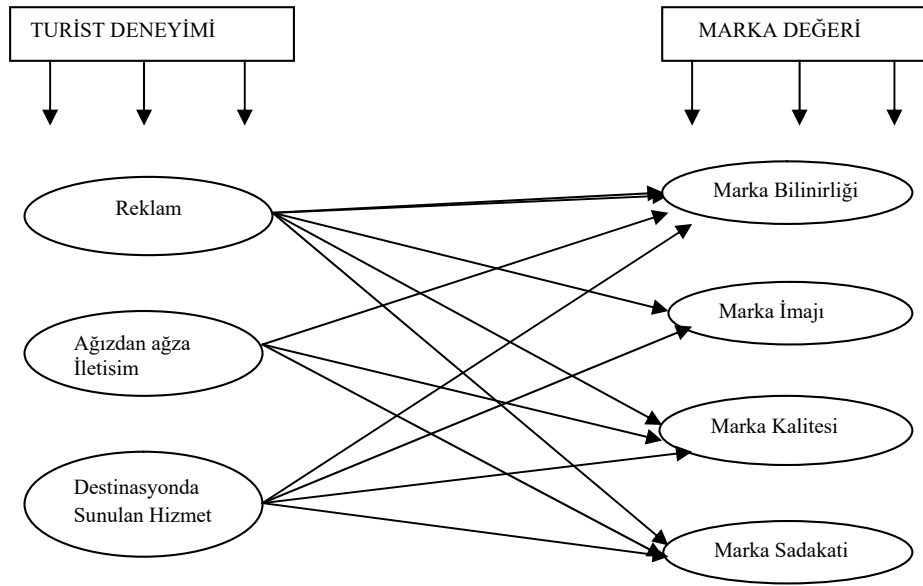 TURİST DENEYİMİ
MARKA DEĞERİ
Reklam
Marka Bilinirliği
Marka İmajı
Ağızdan ağza
İletisim
Marka Kalitesi
Destinasyonda
Sunulan Hizmet
Marka Sadakati